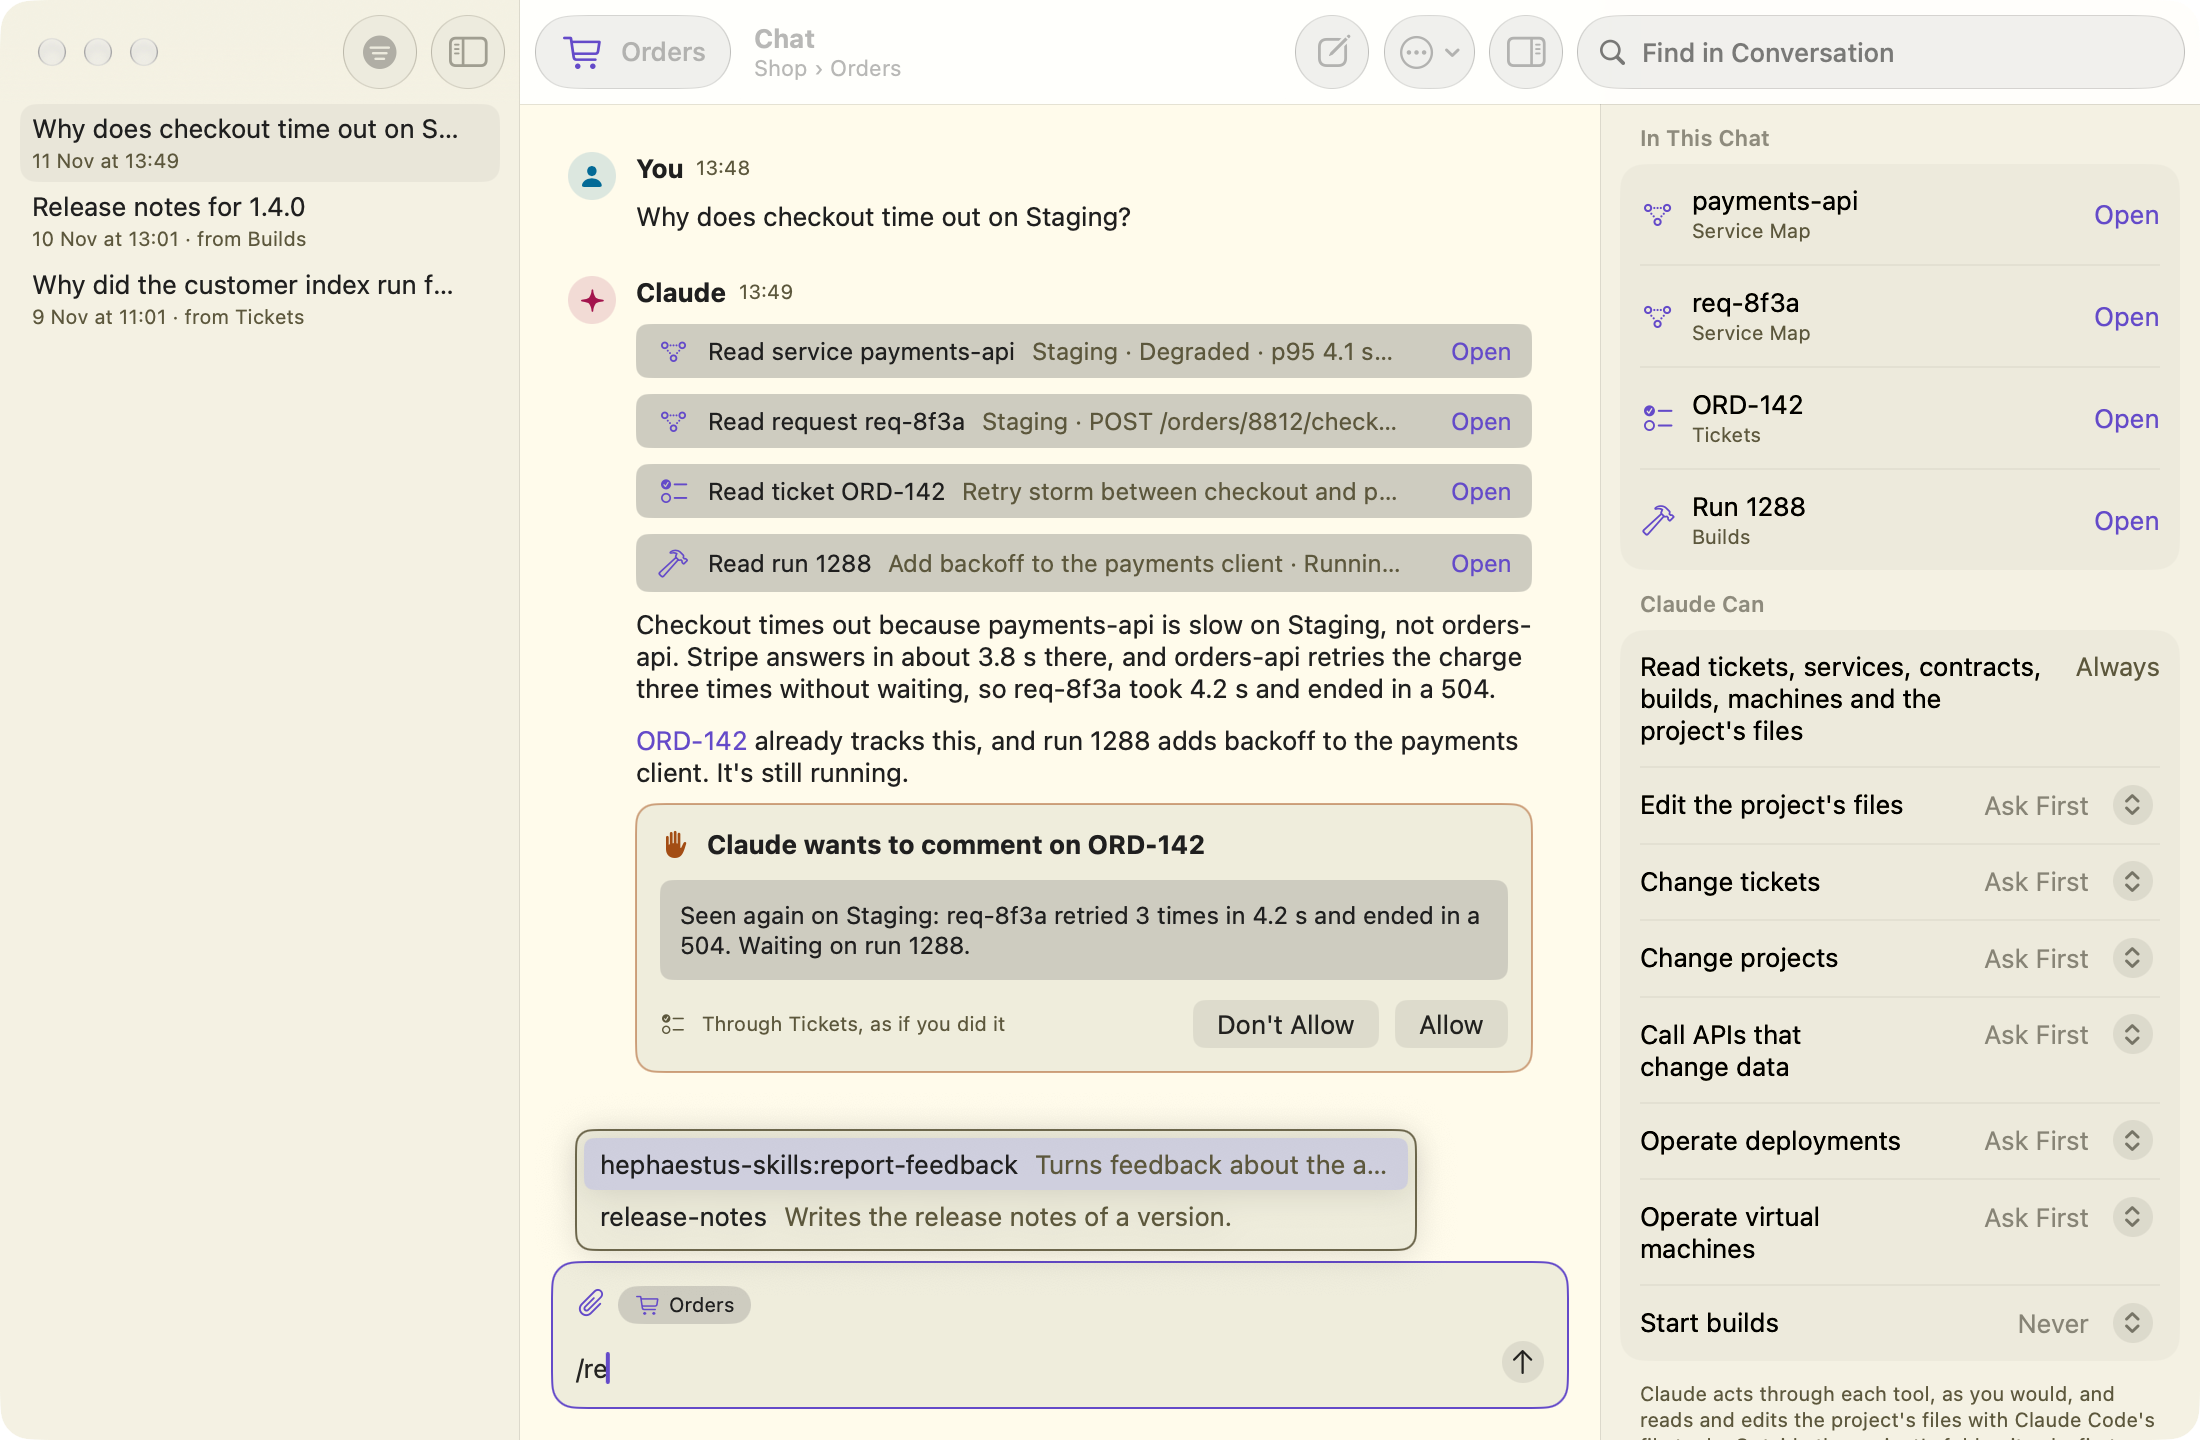 Orders
Chat
Shop › Orders
Find in Conversation
Why does checkout time out on S...
11 Nov at 13:49
Release notes for 1.4.0
10 Nov at 13:01 · from Builds
Why did the customer index run f...
9 Nov at 11:01 · from Tickets
You 13:48
Why does checkout time out on Staging?
Claude 13:49
Read service payments-api Staging · Degraded · p95 4.1 s... Open
Read request req-8f3a Staging · POST /orders/8812/check... Open
Read ticket ORD-142 Retry storm between checkout and p... Open
Read run 1288 Add backoff to the payments client · Runnin... Open
Checkout times out because payments-api is slow on Staging, not orders-
api. Stripe answers in about 3.8 s there, and orders-api retries the charge
three times without waiting, so req-8f3a took 4.2 s and ended in a 504.
ORD-142 already tracks this, and run 1288 adds backoff to the payments
client. It's still running.
Claude wants to comment on ORD-142
Seen again on Staging: req-8f3a retried 3 times in 4.2 s and ended in a
504. Waiting on run 1288.
Through Tickets, as if you did it
Don't Allow
Allow
hephaestus-skills:report-feedback Turns feedback about the a...
release-notes Writes the release notes of a version.
Orders
/re
In This Chat
payments-api
Service Map
Open
req-8f3a
Service Map
Open
ORD-142
Tickets
Open
Run 1288
Builds
Open
Claude Can
Read tickets, services, contracts,
builds, machines and the
project's files
Always
Edit the project's files Ask First
Change tickets Ask First
Change projects Ask First
Call APIs that
change data
Ask First
Operate deployments Ask First
Operate virtual
machines
Ask First
Start builds Never
Claude acts through each tool, as you would, and
reads and edits the project's files with Claude Code's